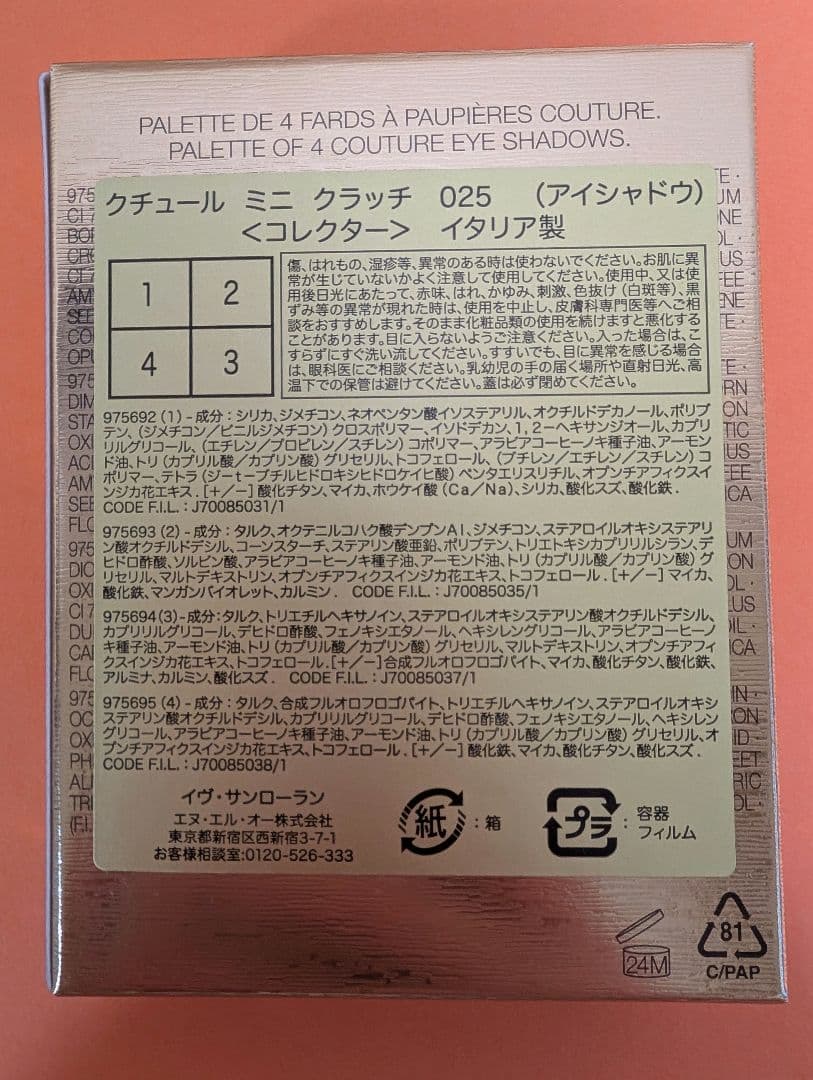 PALETTE DE 4 FARDS À PAUPIÈRES COUTURE.
PALETTE OF 4 COUTURE EYE SHADOWS.
クチュール ミニ クラッチ 025 （アイシャドウ）
＜コレクター＞ イタリア製
1 2
4 3
傷、はれもの、湿疹等、異常のある時は使わないでください。お肌に異
常が生じていないかよく注意して使用してください。使用中、又は使
用後日光にあたって、赤味、はれ、かゆみ、刺激、色抜け（白斑等）、黒
ずみ等の異常が現れた時は、使用を中止し、皮膚科専門医等へご相
談をおすすめします。そのまま化粧品類の使用を続けますと悪化する
ことがあります。目に入らないようご注意ください。入った場合は、こ
すらずにすぐ洗い流してください。すすいでも、目に異常を感じる場合
は、眼科医にご相談ください。乳幼児の手の届く場所や直射日光、高
温下での保管は避けてください。蓋は必ず閉めてください。
975692 (1) - 成分：シリカ、ジメチコン、ネオペンタン酸イソステアリル、オクチルドデカノール、ポリブ
テン、（ジメチコン／ビニルジメチコン）クロスポリマー、イソドデカン、1, 2－ヘキサンジオール、カプリ
リルグリコール、（エチレン／プロピレン／スチレン）コポリマー、アラビアコーヒーノキ種子油、アーモン
ド油、トリ（カプリル酸／カプリン酸）グリセリル、トコフェロール、（ブチレン／エチレン／スチレン）コ
ポリマー、テトラ（ジーｔーブチルヒドロキシヒドロケイヒ酸）ペンタエリスリチル、オプンチアフィクスイ
ンジカ花エキス . [＋／－] 酸化チタン、マイカ、ホウケイ酸（Ca／Na）、シリカ、酸化スズ、酸化鉄 .
CODE F.I.L. : J70085031/1
975693 (2) - 成分：タルク、オクテニルコハク酸デンプンAl、ジメチコン、ステアロイルオキシステアリ
ン酸オクチルドデシル、コーンスターチ、ステアリン酸亜鉛、ポリブテン、トリエトキシカプリリルシラン、デ
ヒドロ酢酸、ソルビン酸、アラビアコーヒーノキ種子油、アーモンド油、トリ（カプリル酸／カプリン酸）グ
リセリル、マルトデキストリン、オプンチアフィクスインジカ花エキス、トコフェロール . [＋／－] マイカ、
酸化鉄、マンガンバイオレット、カルミン . CODE F.I.L. : J70085035/1
975694(3)-成分：タルク、トリエチルヘキサノイン、ステアロイルオキシステアリン酸オクチルドデシル、
カプリリルグリコール、デヒドロ酢酸、フェノキシエタノール、ヘキシレングリコール、アラビアコーヒーノ
キ種子油、アーモンド油、トリ（カプリル酸／カプリン酸）グリセリル、マルトデキストリン、オプンチアフィ
クスインジカ花エキス、トコフェロール.[＋／－]合成フルオロフロゴパイト、マイカ、酸化チタン、酸化鉄、
アルミナ、カルミン、酸化スズ . CODE F.I.L. : J70085037/1
975695 (4) - 成分：タルク、合成フルオロフロゴパイト、トリエチルヘキサノイン、ステアロイルオキシ
ステアリン酸オクチルドデシル、カプリリルグリコール、デヒドロ酢酸、フェノキシエタノール、ヘキシレン
グリコール、アラビアコーヒーノキ種子油、アーモンド油、トリ（カプリル酸／カプリン酸）グリセリル、オ
プンチアフィクスインジカ花エキス、トコフェロール . [＋／－] 酸化鉄、マイカ、酸化チタン、酸化スズ .
CODE F.I.L. : J70085038/1
イヴ・サンローラン
エヌ・エル・オー株式会社
東京都新宿区西新宿3-7-1
お客様相談室:0120-526-333
紙 : 箱
プラ : 容器
フィルム
24M
81
C/PAP